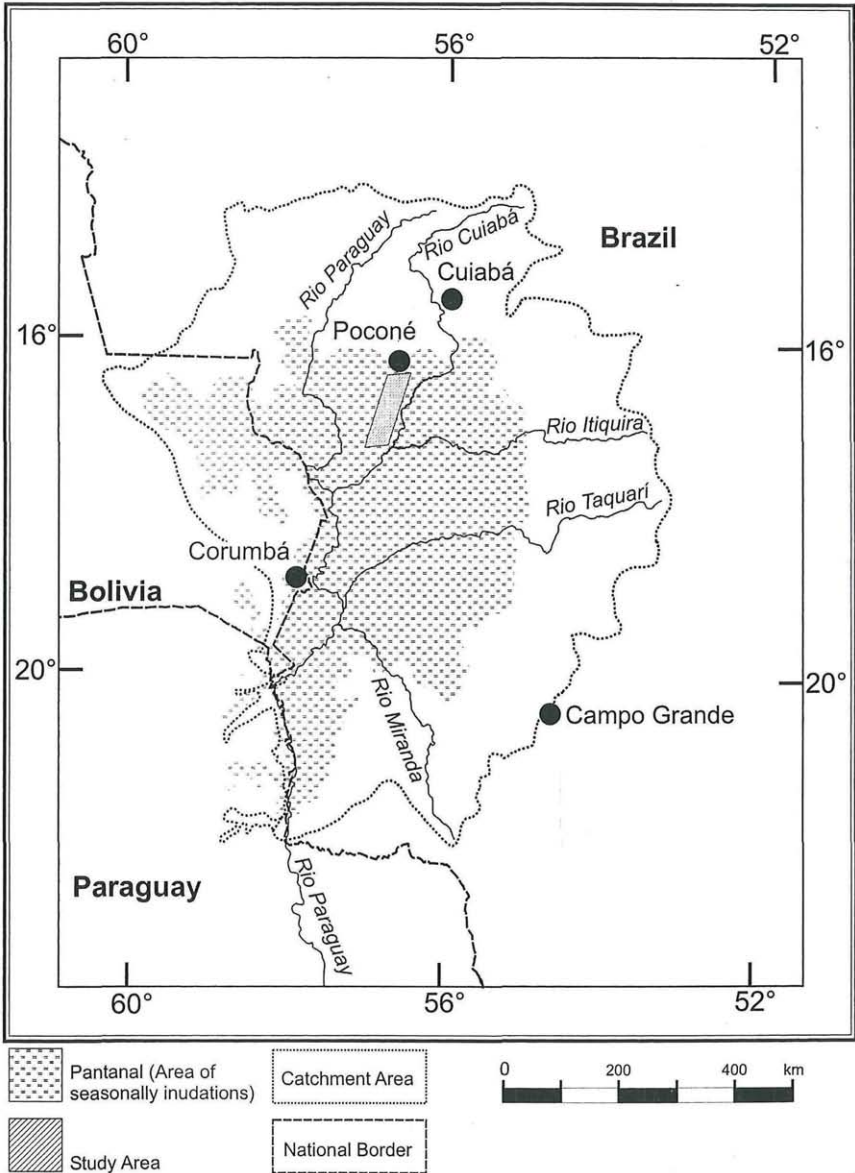 60° 56° 52°
Rio Paraguay
Rio Cuiabá
Brazil
Cuiabá
Poconé
16° 16°
Rio Itiquira
Rio Taquarí
Corumbá
Bolivia
20° 20°
Rio Miranda
Campo Grande
Paraguay
Rio Paraguay
60° 56° 52°
Pantanal (Area of
seasonally inudations)
Catchment Area
0 200 400 km
Study Area
National Border